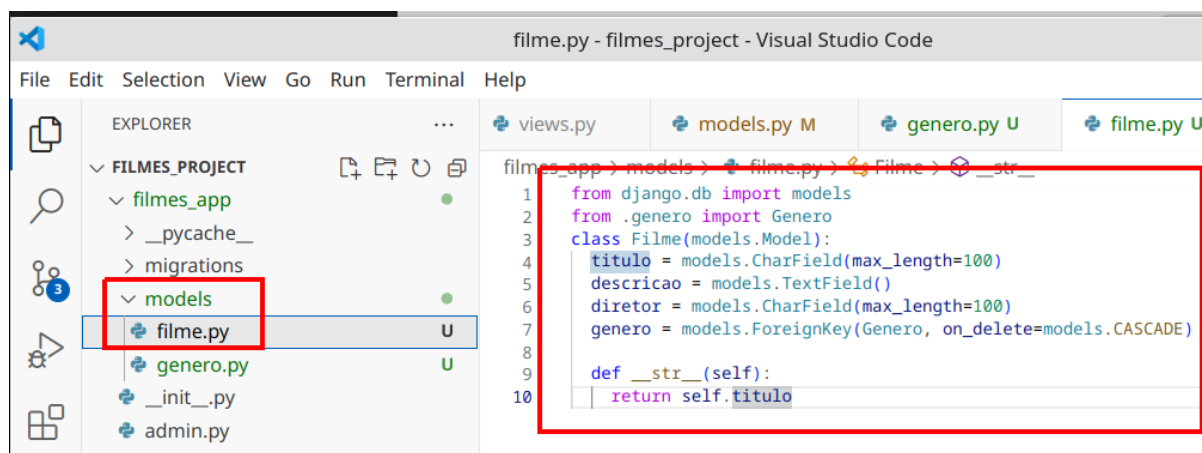 filme.py - filmes_project - Visual Studio Code
File Edit Selection View Go Run Terminal Help
EXPLORER ...
views.py models.py M genero.py U filme.py U
FILMES_PROJECT
filmes_app > models > filme.py > Filme > __str__
filmes_app
__pycache__
migrations
models
filme.py U
genero.py U
__init__.py
admin.py
3
1 from django.db import models
2 from .genero import Genero
3 class Filme(models.Model):
4 titulo = models.CharField(max_length=100)
5 descricao = models.TextField()
6 diretor = models.CharField(max_length=100)
7 genero = models.ForeignKey(Genero, on_delete=models.CASCADE)
8
9 def __str__(self):
10 return self.titulo